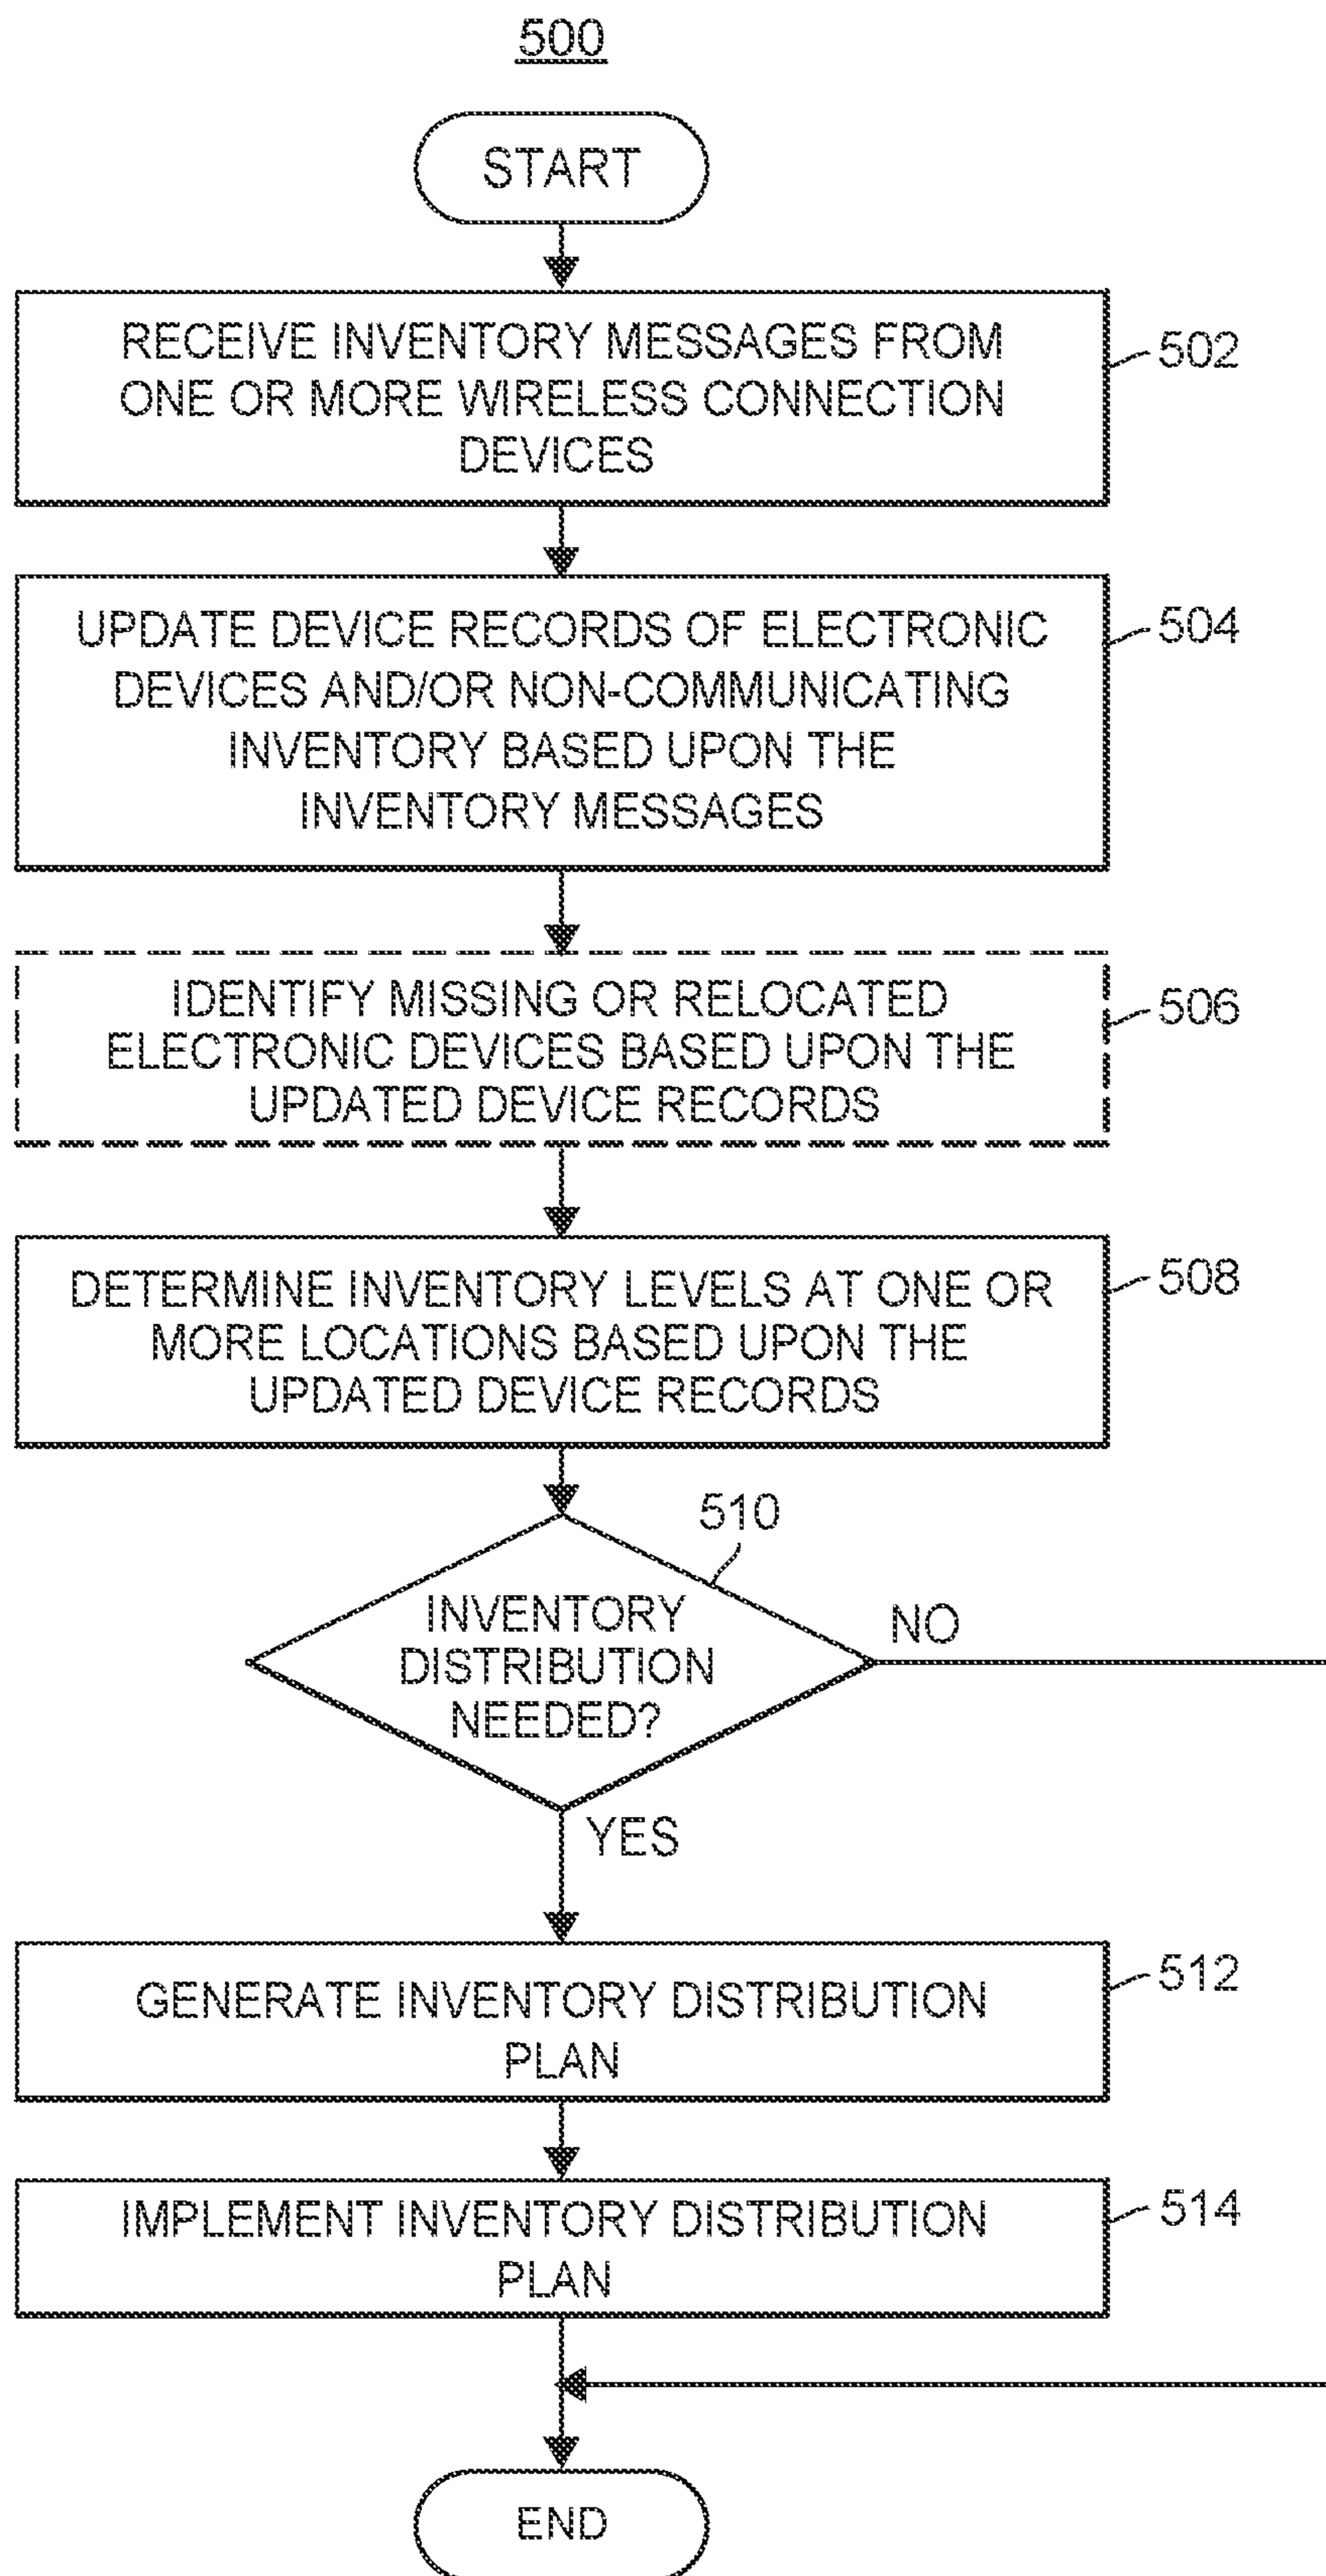 500
START
RECEIVE INVENTORY MESSAGES FROM
ONE OR MORE WIRELESS CONNECTION
DEVICES
502
UPDATE DEVICE RECORDS OF ELECTRONIC
DEVICES AND/OR NON-COMMUNICATING
INVENTORY BASED UPON THE
INVENTORY MESSAGES
504
IDENTIFY MISSING OR RELOCATED
ELECTRONIC DEVICES BASED UPON THE
UPDATED DEVICE RECORDS
506
DETERMINE INVENTORY LEVELS AT ONE OR
MORE LOCATIONS BASED UPON THE
UPDATED DEVICE RECORDS
508
510
INVENTORY
DISTRIBUTION
NEEDED?
NO
YES
GENERATE INVENTORY DISTRIBUTION
PLAN
512
IMPLEMENT INVENTORY DISTRIBUTION
PLAN
514
END